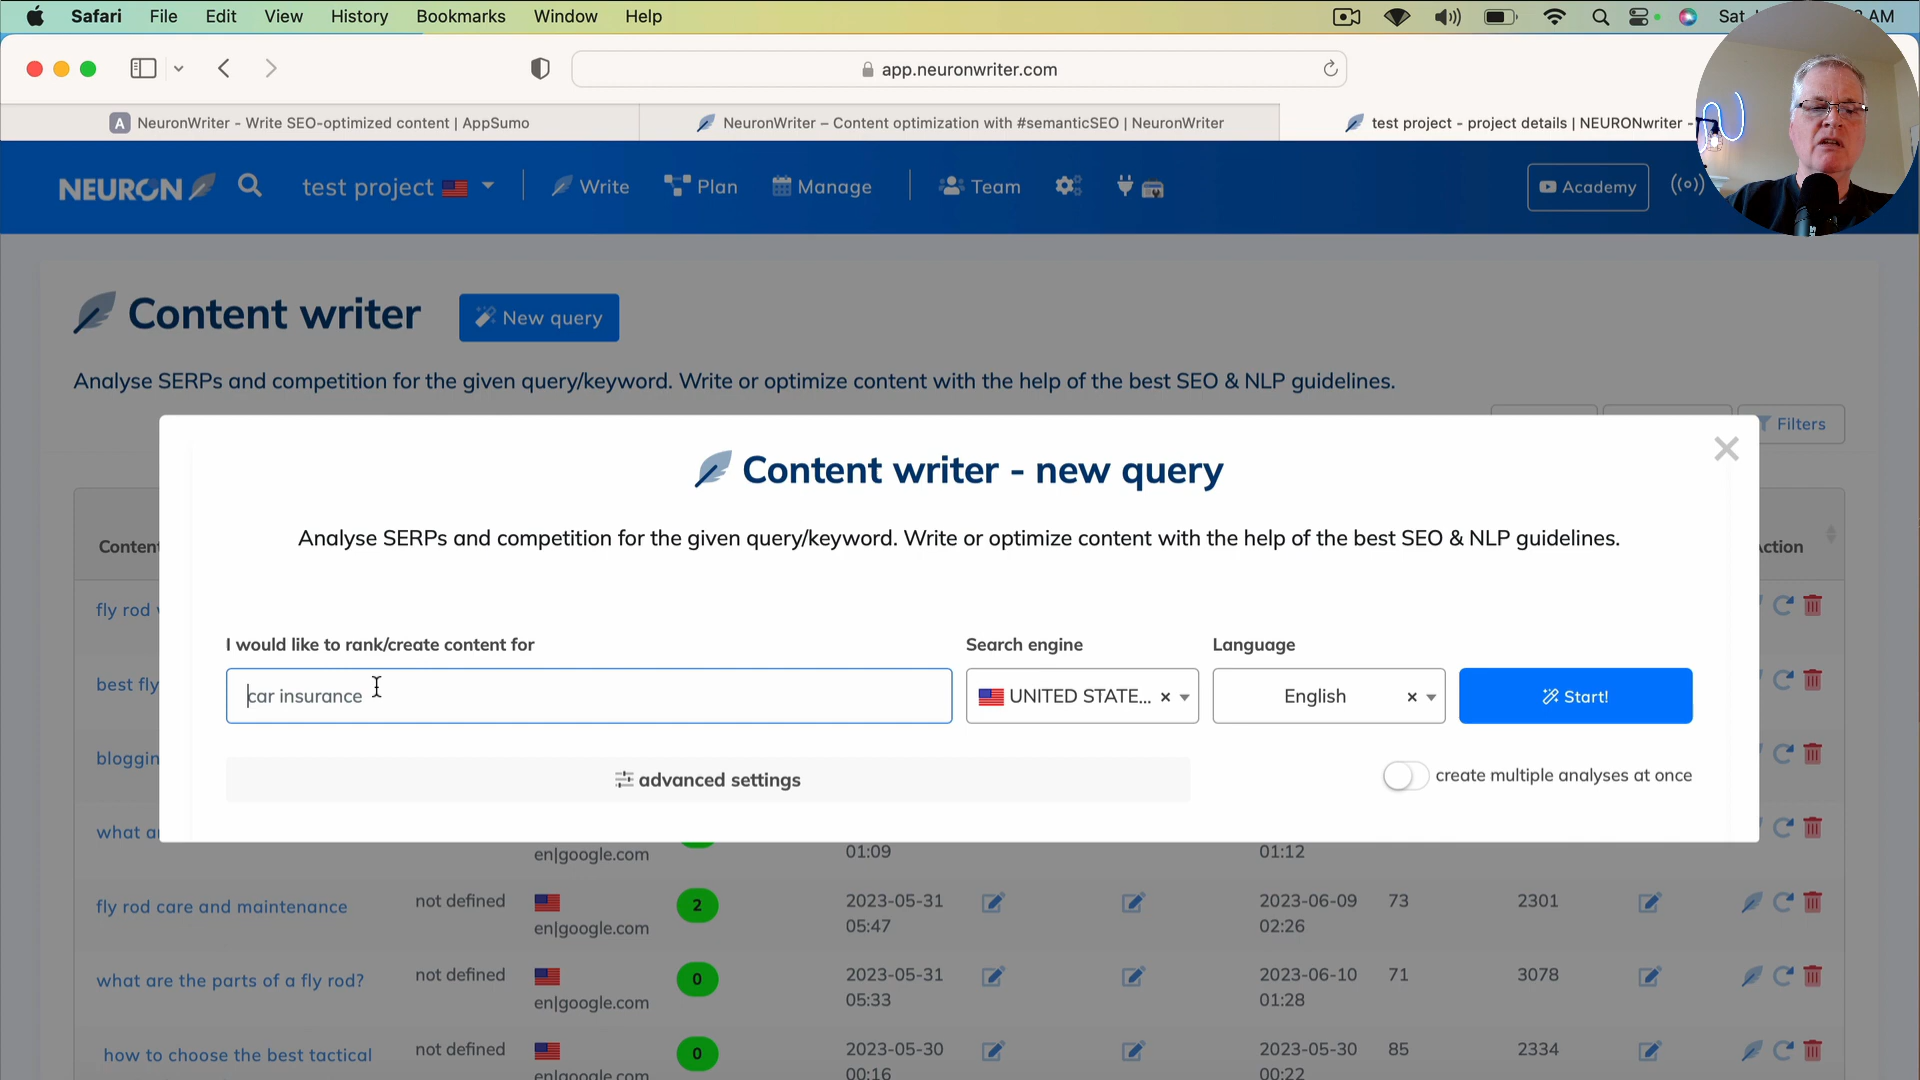 Safari File Edit View History Bookmarks Window Help Sat AM
app.neuronwriter.com
A NeuronWriter - Write SEO-optimized content | AppSumo
NeuronWriter – Content optimization with #semanticSEO | NeuronWriter
test project - project details | NEURONwriter -
NEURON test project Write Plan Manage Team Academy
Content writer New query
Analyse SERPs and competition for the given query/keyword. Write or optimize content with the help of the best SEO & NLP guidelines.
Filters
Content writer - new query
Analyse SERPs and competition for the given query/keyword. Write or optimize content with the help of the best SEO & NLP guidelines.
Content
ction
fly rod
I would like to rank/create content for Search engine Language
car insurance UNITED STATE... × English × Start!
best fly
bloggin
advanced settings create multiple analyses at once
what a
en|google.com 01:09 01:12
fly rod care and maintenance not defined 2 2023-05-31 2023-06-09 73 2301
en|google.com 05:47 02:26
what are the parts of a fly rod? not defined 0 2023-05-31 2023-06-10 71 3078
en|google.com 05:33 01:28
how to choose the best tactical not defined 0 2023-05-30 2023-05-30 85 2334
en|google.com 00:16 00:22